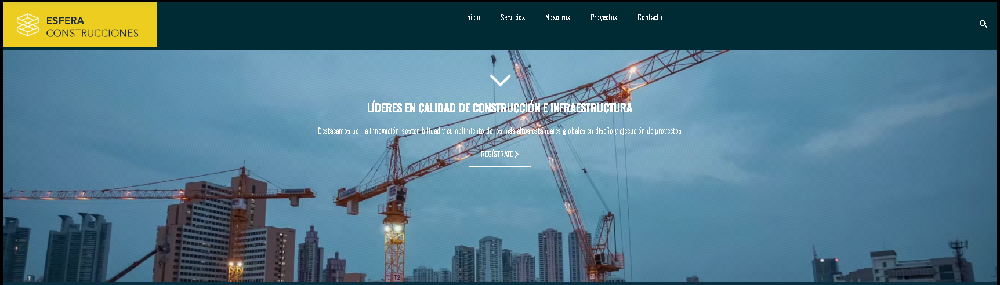 ESFERA
CONSTRUCCIONES
Inicio Servicios Nosotros Proyectos Contacto
LÍDERES EN CALIDAD DE CONSTRUCCIÓN E INFRAESTRUCTURA
Destacamos por la innovación, sostenibilidad y cumplimiento de los más altos estándares globales en diseño y ejecución de proyectos
REGÍSTRATE
T2